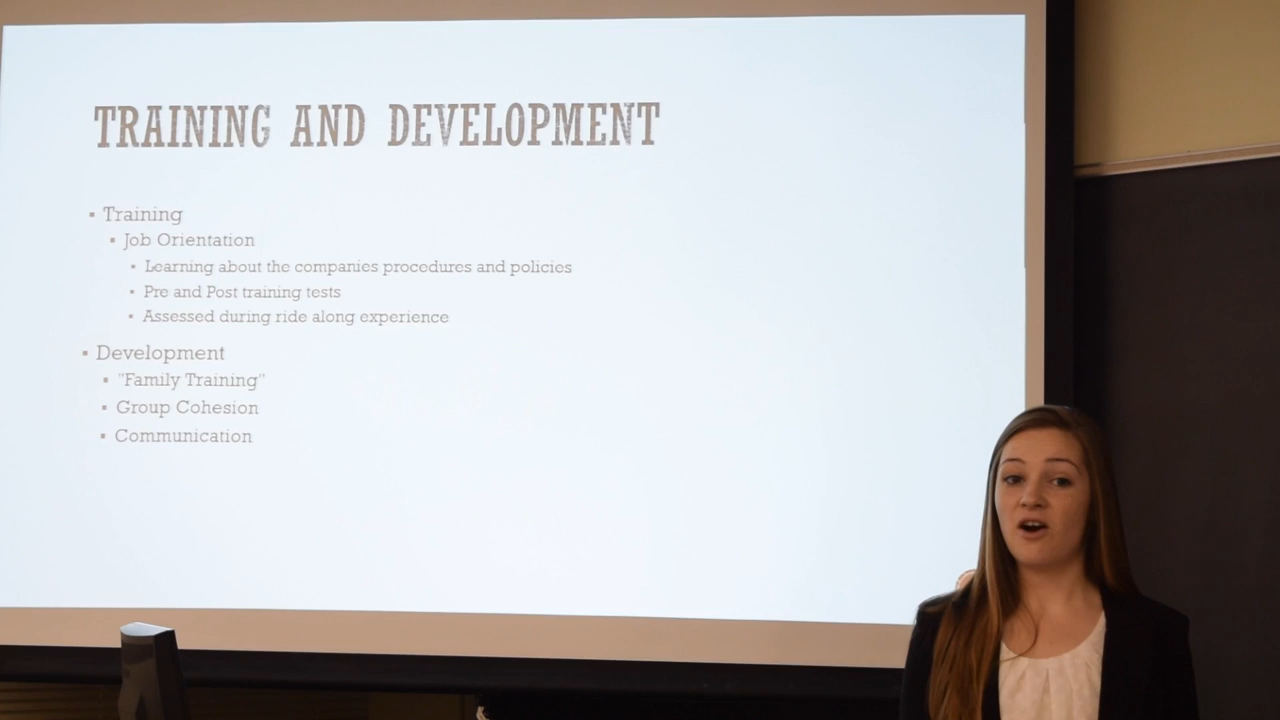 TRAINING AND DEVELOPMENT
▪ Training
▪ Job Orientation
▪ Learning about the companies procedures and policies
▪ Pre and Post training tests
▪ Assessed during ride along experience
▪ Development
▪ "Family Training"
▪ Group Cohesion
▪ Communication